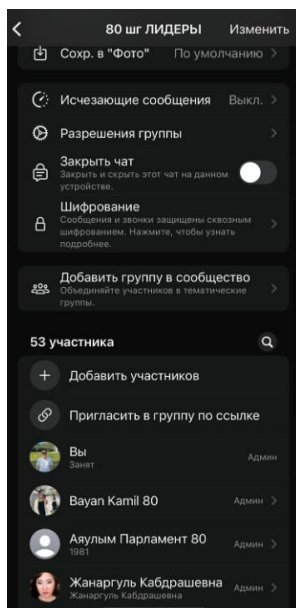 80 шг ЛИДЕРЫ Изменить
Сохр. в "Фото" По умолчанию
Исчезающие сообщения Выкл.
Разрешения группы
Закрыть чат
Закрыть и скрыть этот чат на данном
устройстве.
Шифрование
Сообщения и звонки защищены сквозным
шифрованием. Нажмите, чтобы узнать
подробнее.
Добавить группу в сообщество
Объединяйте участников в тематические
группы.
53 участника
Добавить участников
Пригласить в группу по ссылке
Вы
Занят Админ
Bayan Kamil 80 Админ
Аяулым Парламент 80
1981 Админ
Жанаргуль Кабдрашевна
Жанаргуль Кабдрашевна Админ